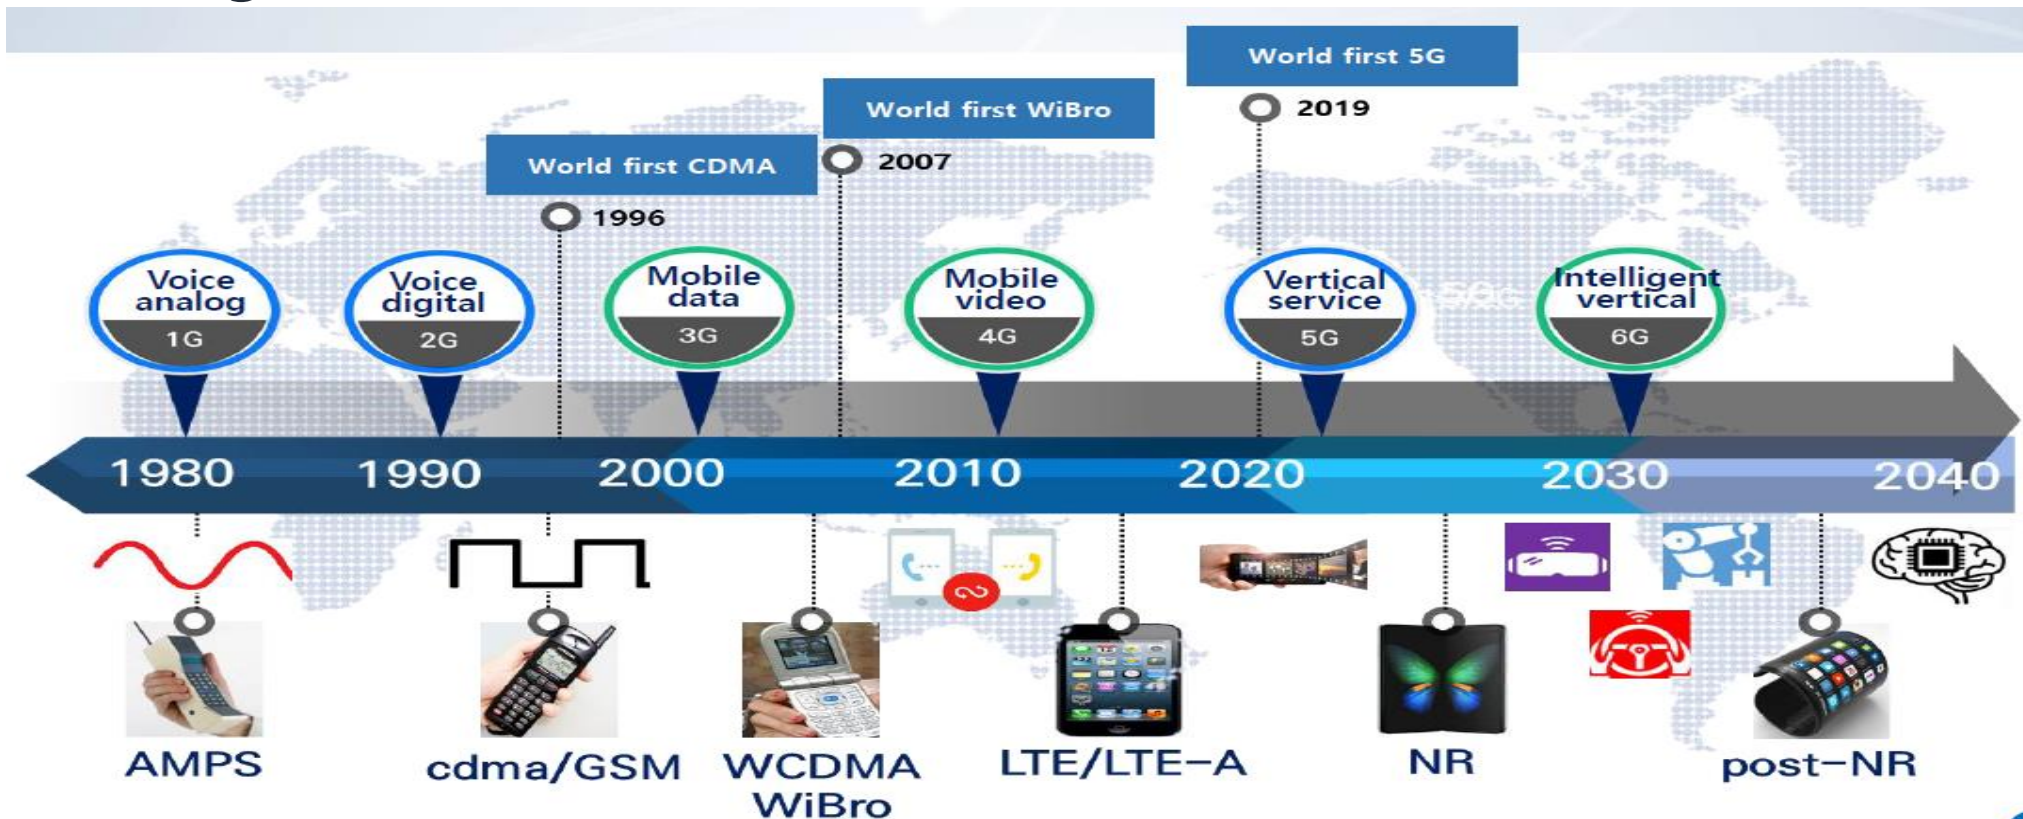 World first 5G
2019
World first WiBro
2007
World first CDMA
1996
Voice
analog
1G
Voice
digital
2G
Mobile
data
3G
Mobile
video
4G
Vertical
service
5G
Intelligent
vertical
6G
1980
1990
2000
2010
2020
2030
2040
AMPS
cdma/GSM
WCDMA
WiBro
LTE/LTE-A
NR
post-NR